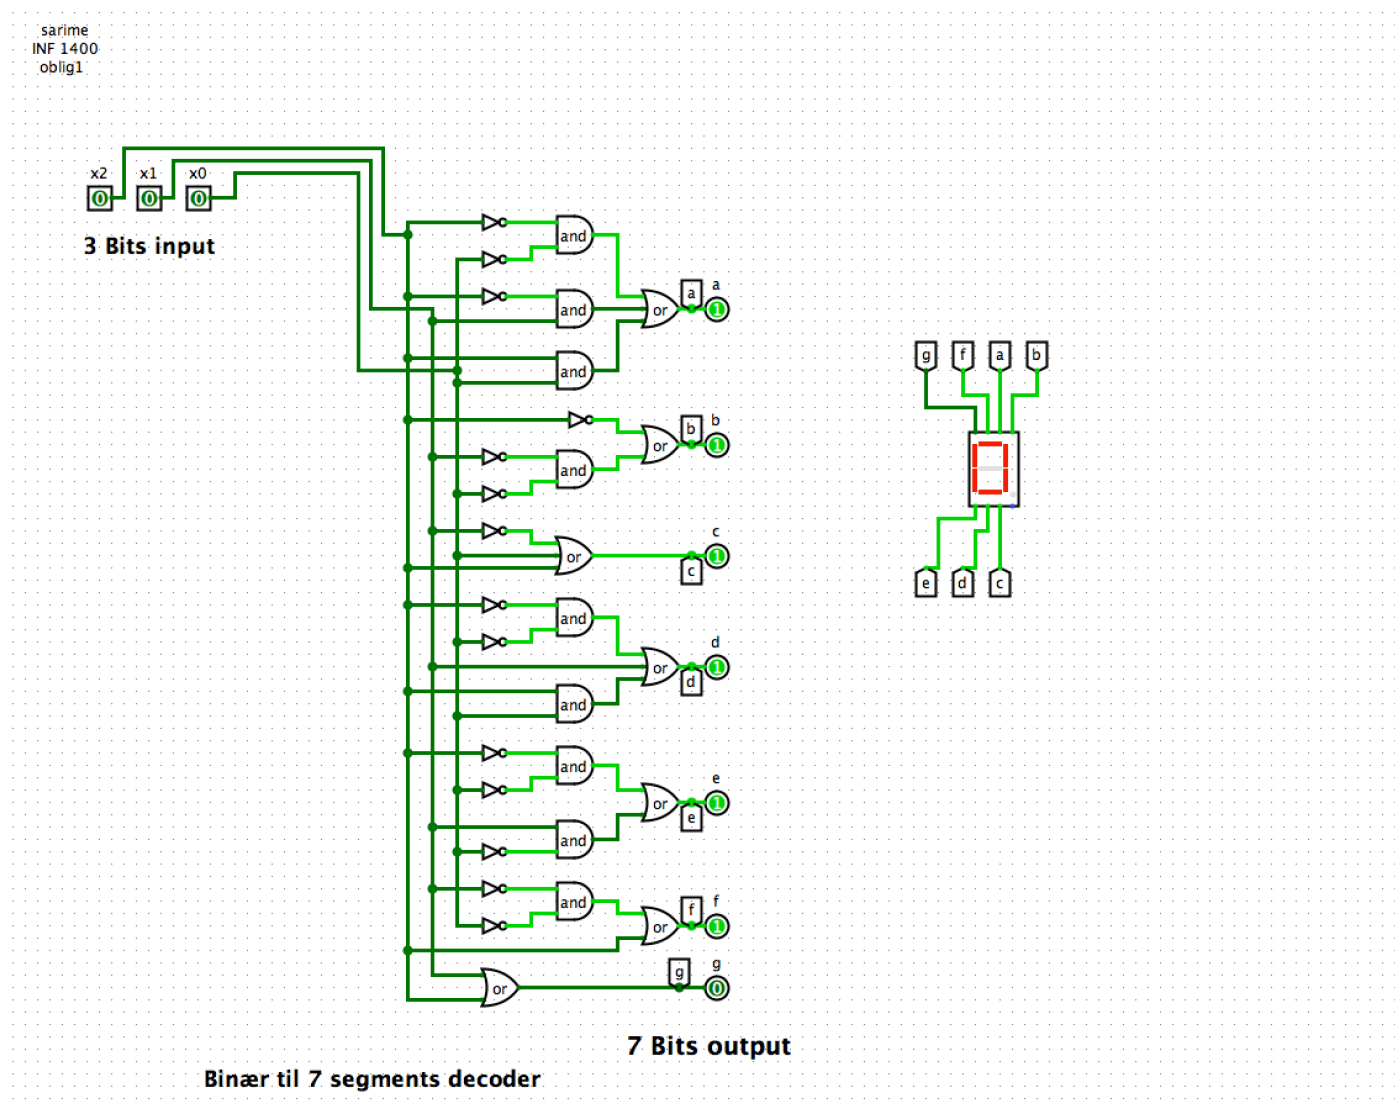 sarime
INF 1400
oblig1
x2 x1 x0
0 0 0
3 Bits input
and
a
a
and
or
1
g f a b
and
b
b
or
1
and
c
or
1
c
e d c
and
d
or
1
d
and
e
and
or
1
e
and
f
f
and
or
1
g
g
or
0
7 Bits output
Binær til 7 segments decoder